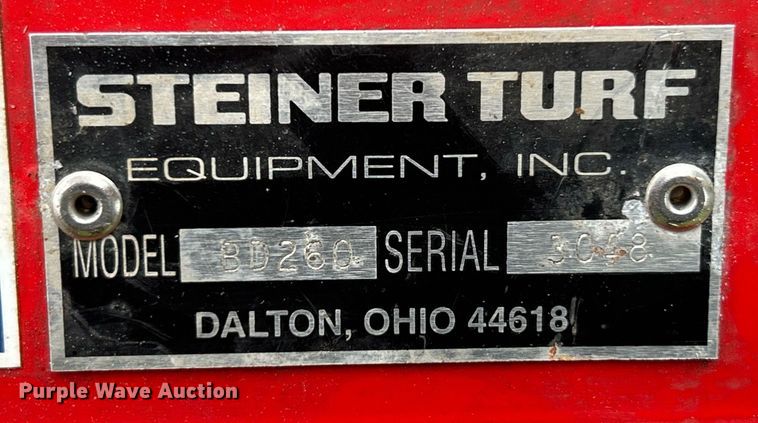 STEINER TURF
EQUIPMENT, INC.
MODEL BD260 SERIAL
DALTON, OHIO 44618
Purple Wave Auction